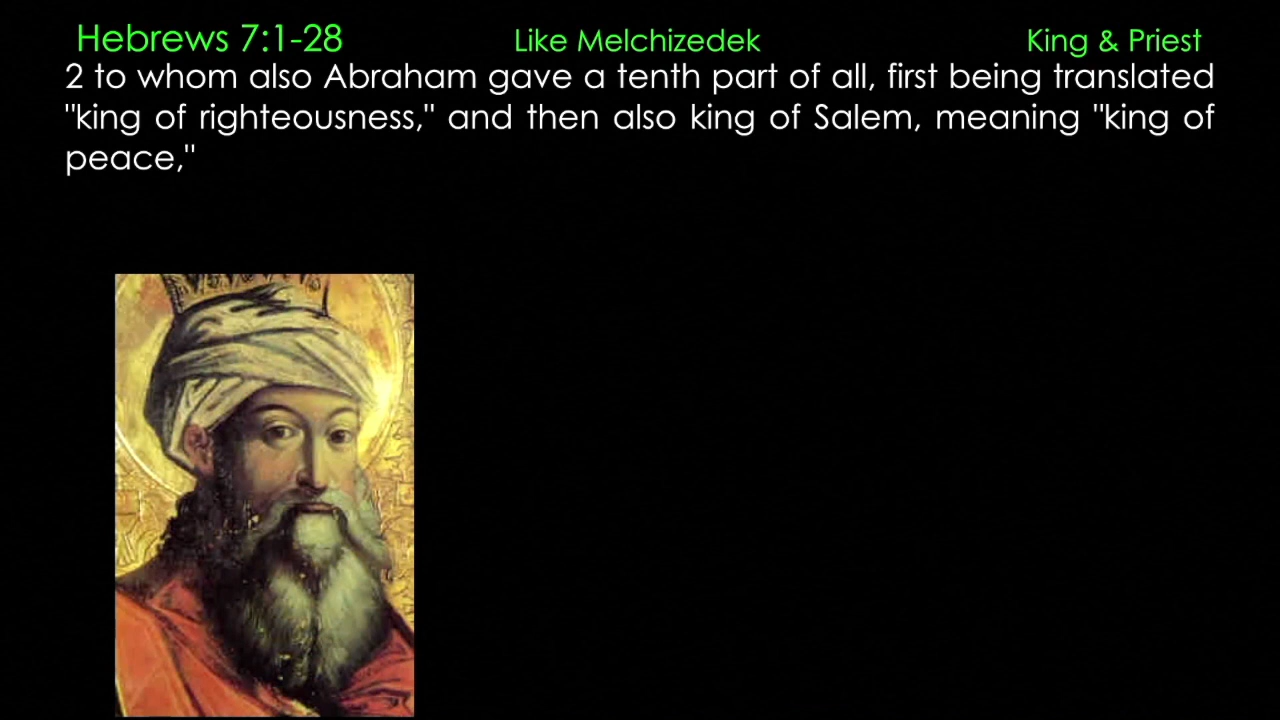 Hebrews 7:1-28 Like Melchizedek King & Priest
2 to whom also Abraham gave a tenth part of all, first being translated
"king of righteousness," and then also king of Salem, meaning "king of
peace,"